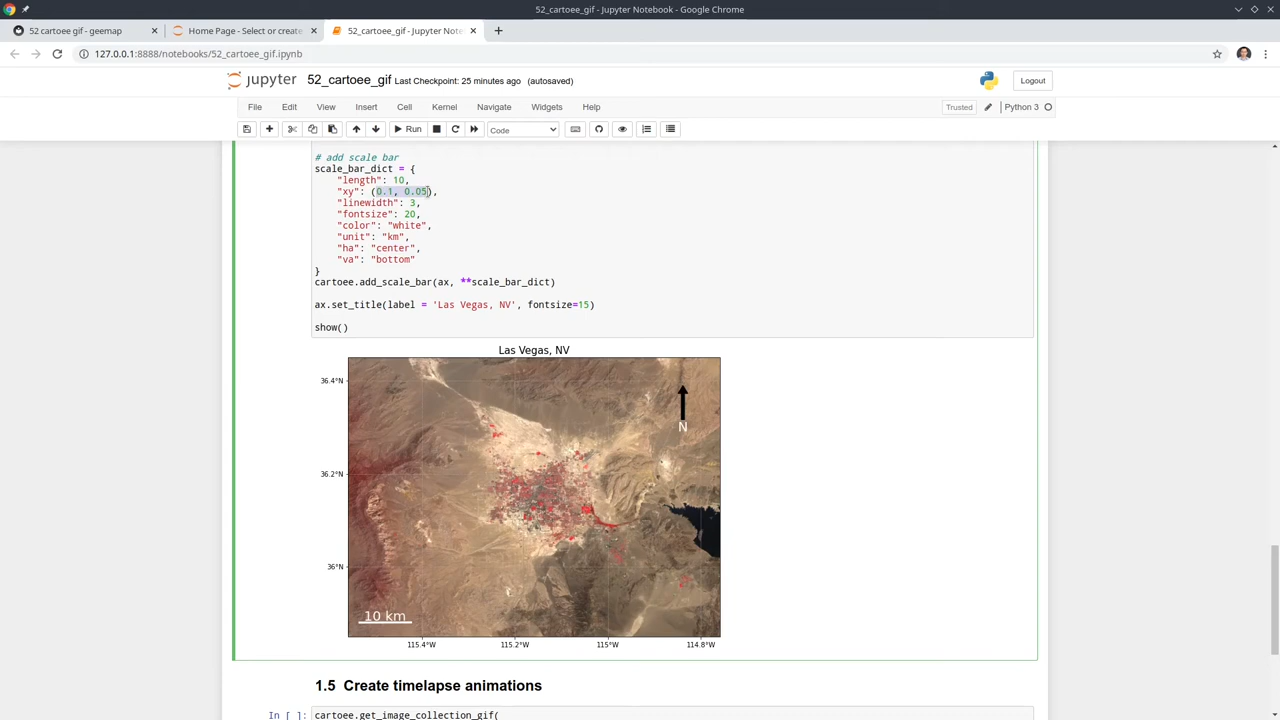 52_cartoee_gif - Jupyter Notebook - Google Chrome
52 cartoee gif - geemap
Home Page - Select or create
52_cartoee_gif - Jupyter Note
127.0.0.1:8888/notebooks/52_cartoee_gif.ipynb
jupyter 52_cartoee_gif Last Checkpoint: 25 minutes ago (autosaved)
Logout
File Edit View Insert Cell Kernel Navigate Widgets Help
Trusted Python 3
Run Code
# add scale bar
scale_bar_dict = {
"length": 10,
"xy": (0.1, 0.05),
"linewidth": 3,
"fontsize": 20,
"color": "white",
"unit": "km",
"ha": "center",
"va": "bottom"
}
cartoee.add_scale_bar(ax, **scale_bar_dict)
ax.set_title(label = 'Las Vegas, NV', fontsize=15)
show()
Las Vegas, NV
36.4°N
N
36.2°N
36°N
10 km
115.4°W 115.2°W 115°W 114.8°W
1.5 Create timelapse animations
In [ ]: cartoee.get_image_collection_gif(